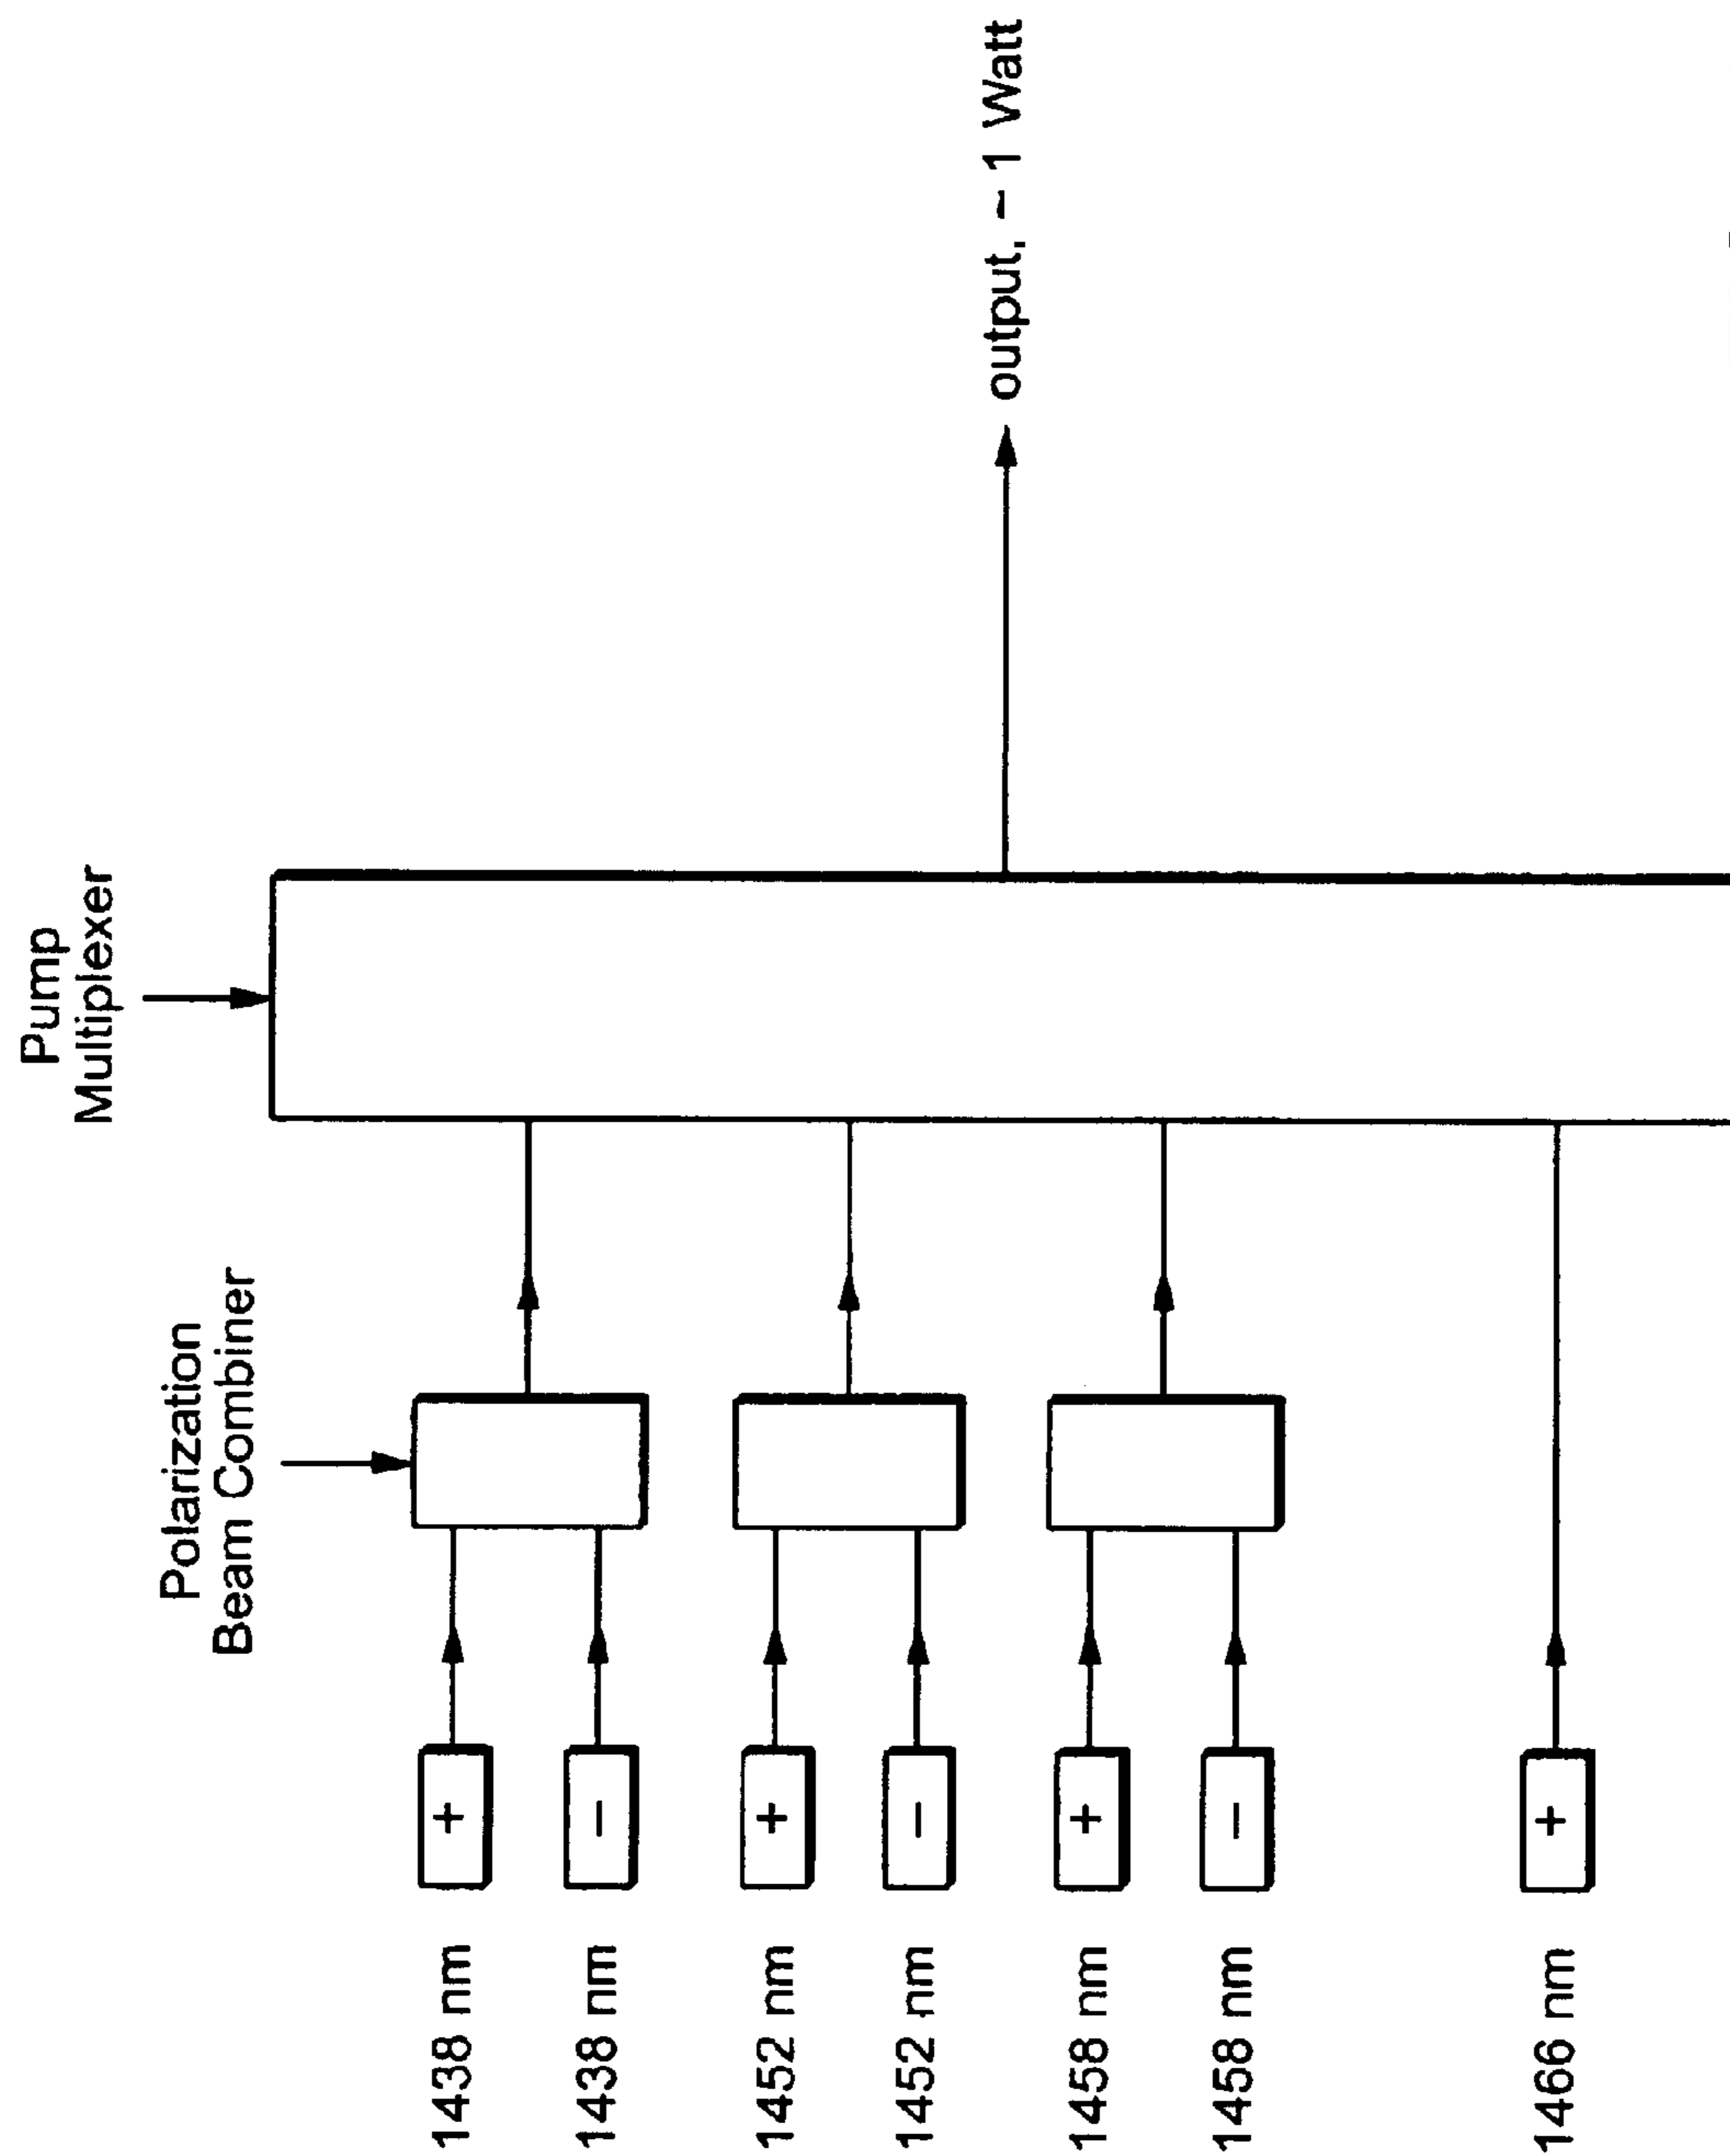 Pump
Multiplexer
Polarization
Beam Combiner
1438 nm
+
1438 nm
−
1452 nm
+
1452 nm
−
1458 nm
+
1458 nm
−
1466 nm
+
output. ~ 1 Watt